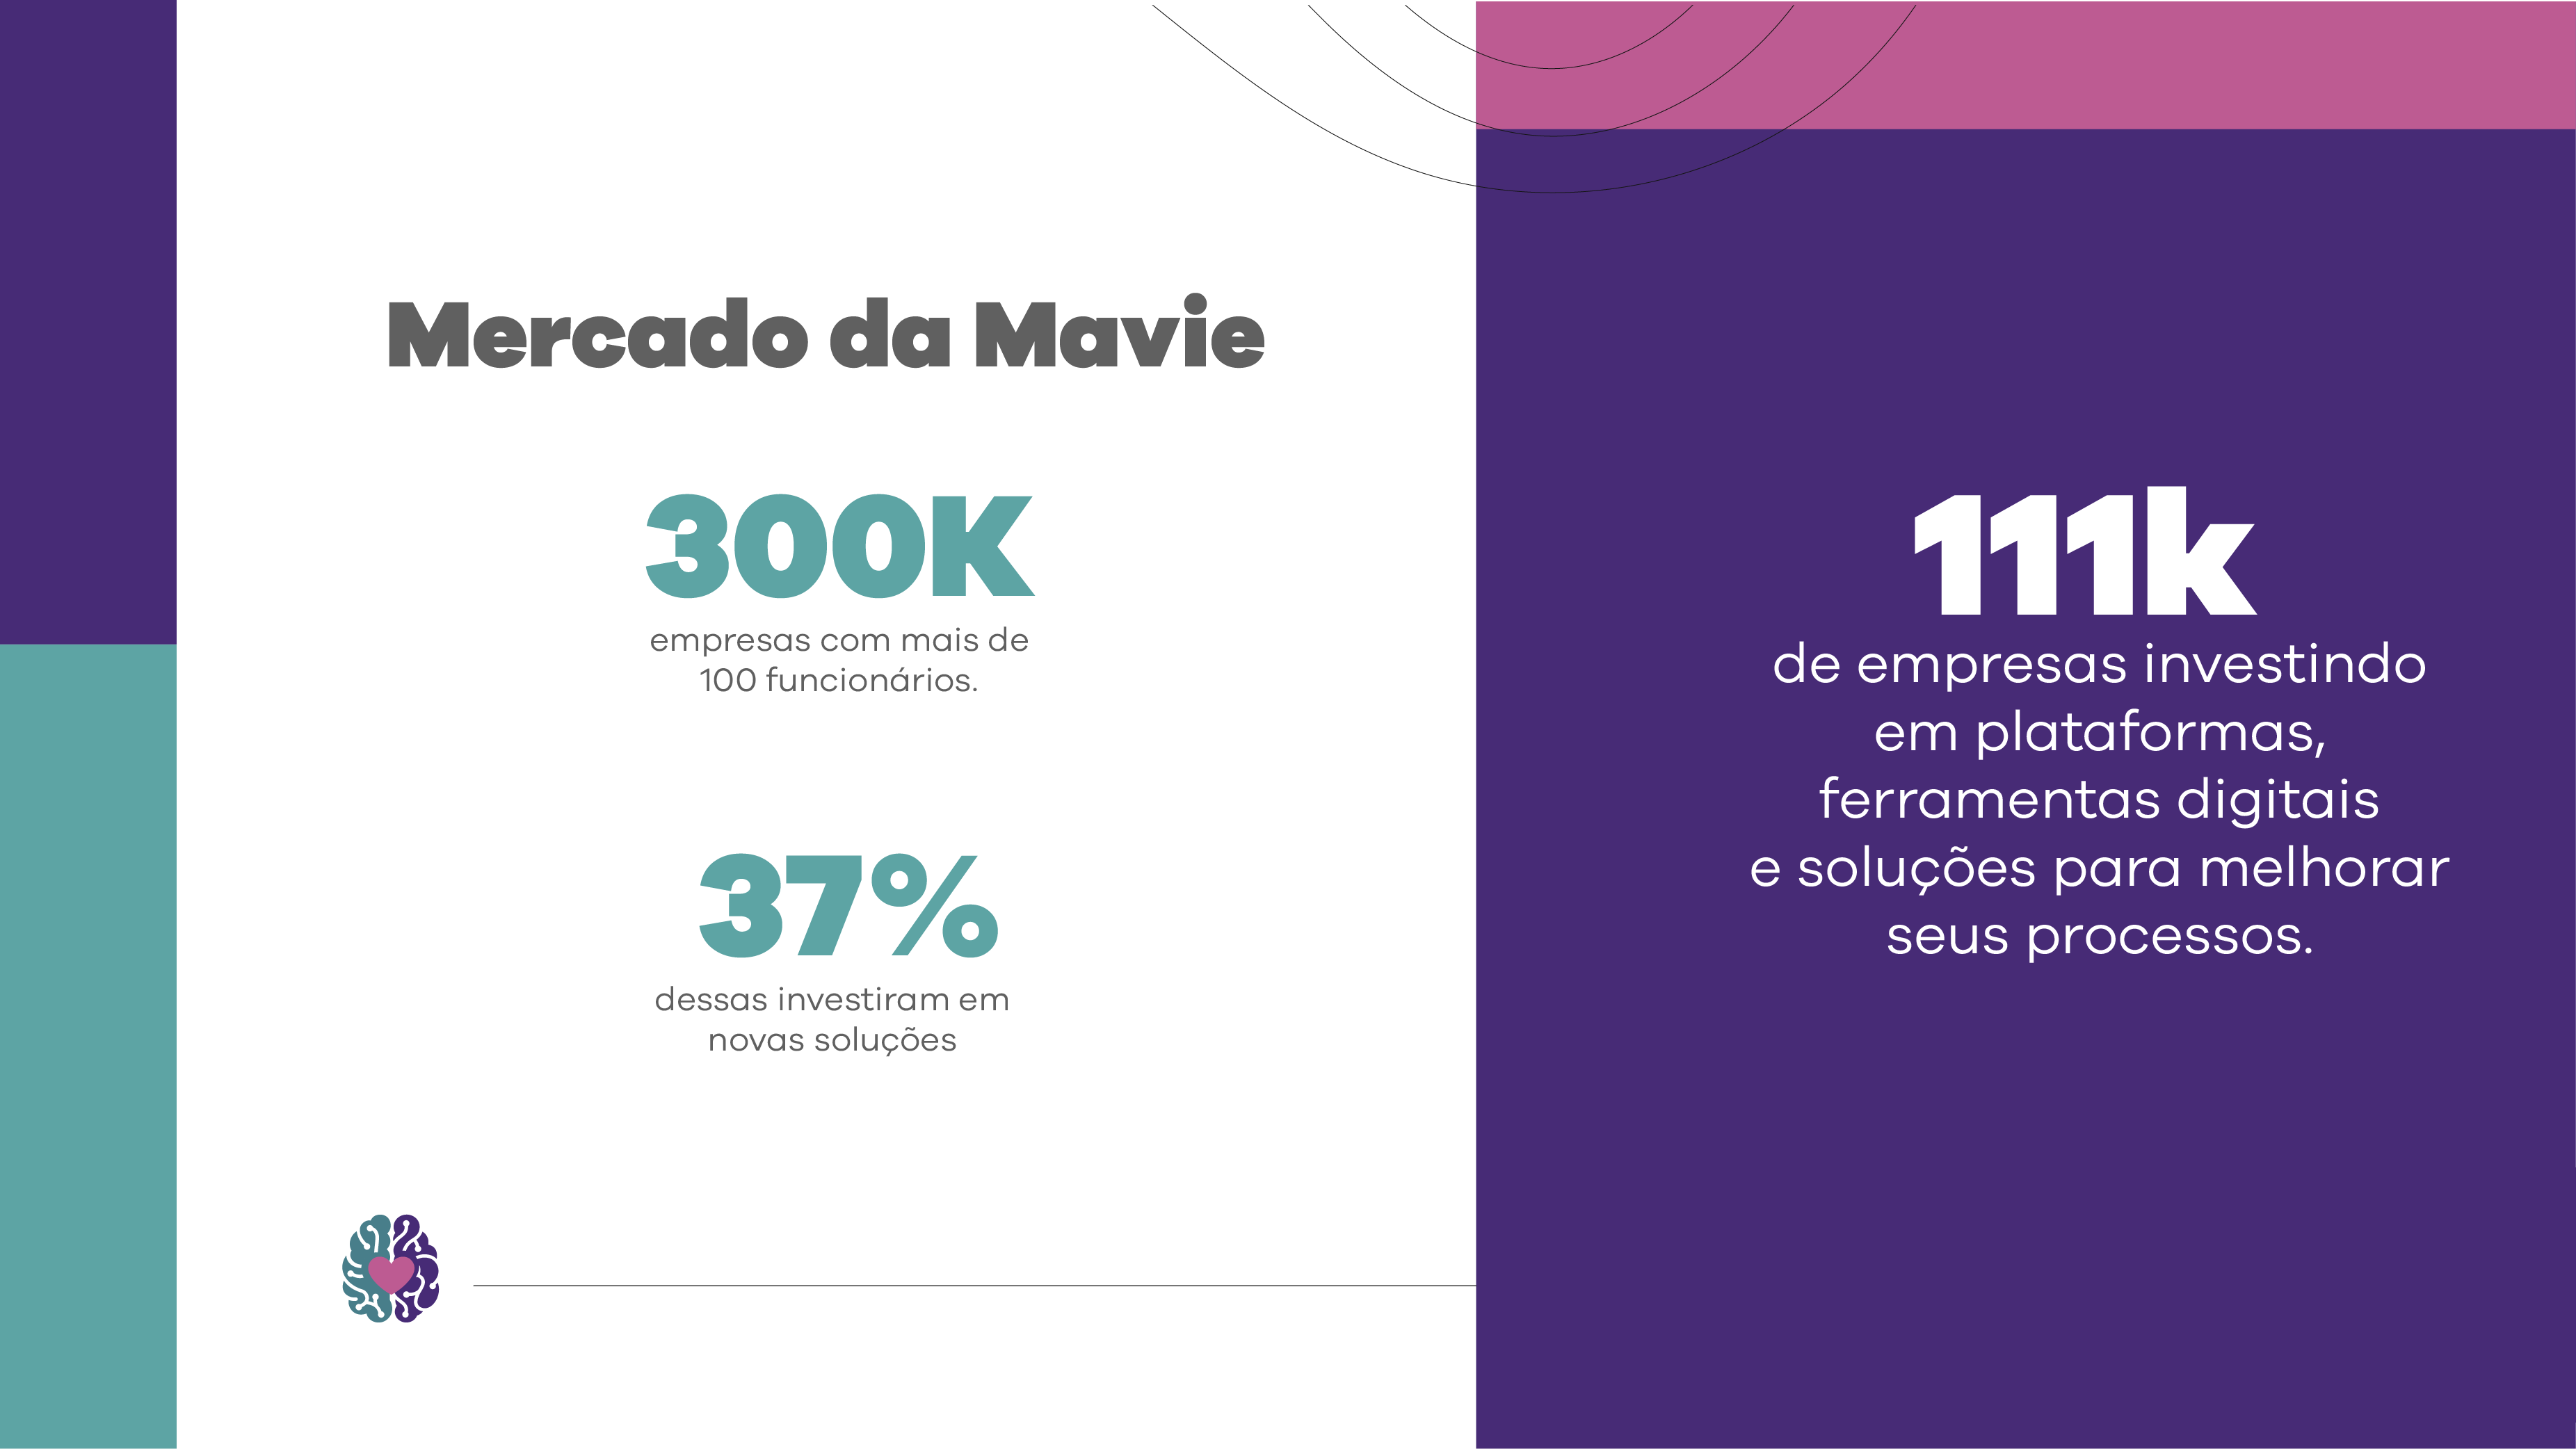 Mercado da Mavie
300K
empresas com mais de
100 funcionários.
37%
dessas investiram em
novas soluções
111k
de empresas investindo
em plataformas,
ferramentas digitais
e soluções para melhorar
seus processos.